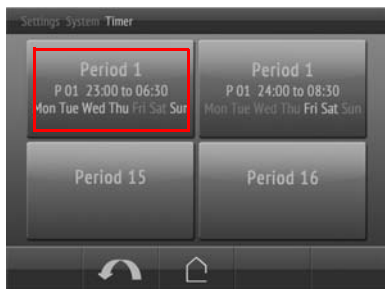 Settings System Timer
Period 1
P 01 23:00 to 06:30
Mon Tue Wed Thu Fri Sat Sun
Period 1
P 01 24:00 to 08:30
Mon Tue Wed Thu Fri Sat Sun
Period 15
Period 16